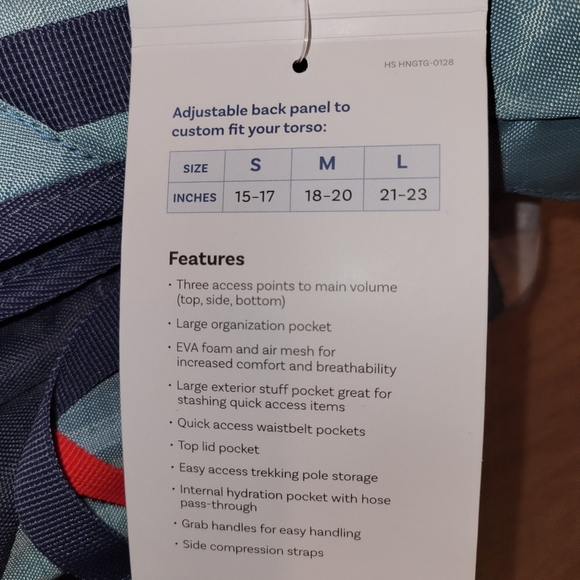 HS HNGTG-0128
Adjustable back panel to
custom fit your torso:
SIZE S M L
INCHES 15-17 18-20 21-23
Features
• Three access points to main volume
(top, side, bottom)
• Large organization pocket
• EVA foam and air mesh for
increased comfort and breathability
• Large exterior stuff pocket great for
stashing quick access items
• Quick access waistbelt pockets
• Top lid pocket
• Easy access trekking pole storage
• Internal hydration pocket with hose
pass-through
• Grab handles for easy handling
• Side compression straps